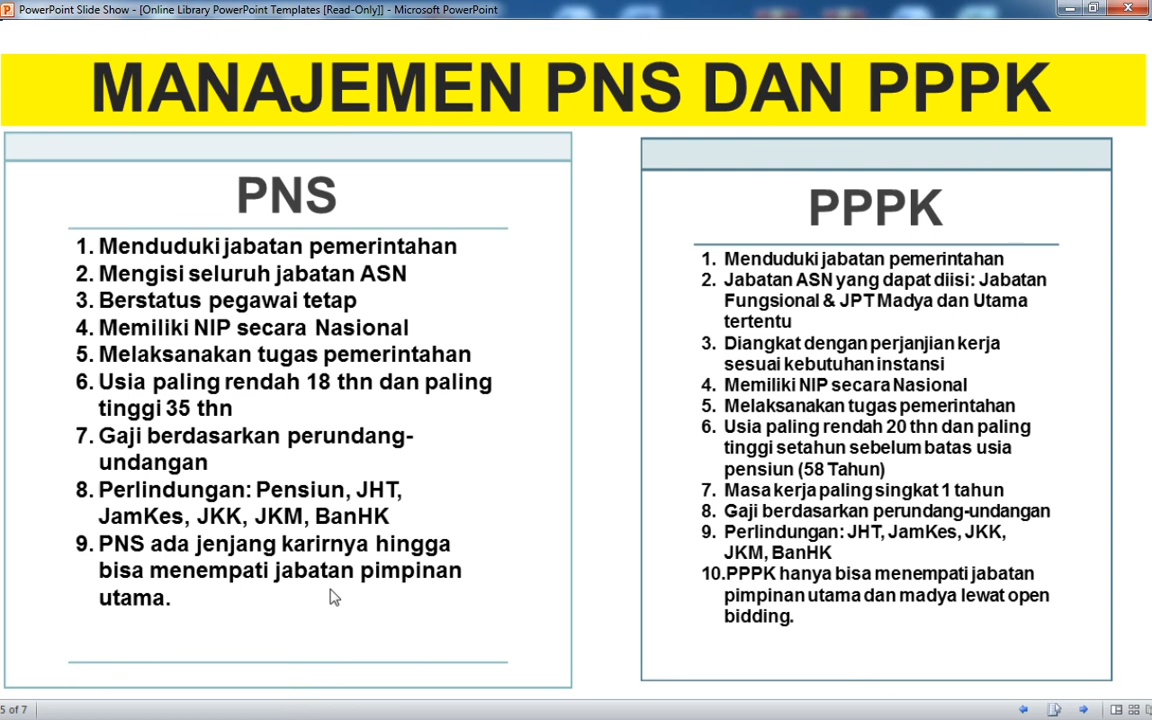 PowerPoint Slide Show - [Online Library PowerPoint Templates [Read-Only]] - Microsoft PowerPoint
MANAJEMEN PNS DAN PPPK
PNS
1. Menduduki jabatan pemerintahan
2. Mengisi seluruh jabatan ASN
3. Berstatus pegawai tetap
4. Memiliki NIP secara Nasional
5. Melaksanakan tugas pemerintahan
6. Usia paling rendah 18 thn dan paling
tinggi 35 thn
7. Gaji berdasarkan perundang-
undangan
8. Perlindungan: Pensiun, JHT,
JamKes, JKK, JKM, BanHK
9. PNS ada jenjang karirnya hingga
bisa menempati jabatan pimpinan
utama.
PPPK
1. Menduduki jabatan pemerintahan
2. Jabatan ASN yang dapat diisi: Jabatan
Fungsional & JPT Madya dan Utama
tertentu
3. Diangkat dengan perjanjian kerja
sesuai kebutuhan instansi
4. Memiliki NIP secara Nasional
5. Melaksanakan tugas pemerintahan
6. Usia paling rendah 20 thn dan paling
tinggi setahun sebelum batas usia
pensiun (58 Tahun)
7. Masa kerja paling singkat 1 tahun
8. Gaji berdasarkan perundang-undangan
9. Perlindungan: JHT, JamKes, JKK,
JKM, BanHK
10.PPPK hanya bisa menempati jabatan
pimpinan utama dan madya lewat open
bidding.
5 of 7